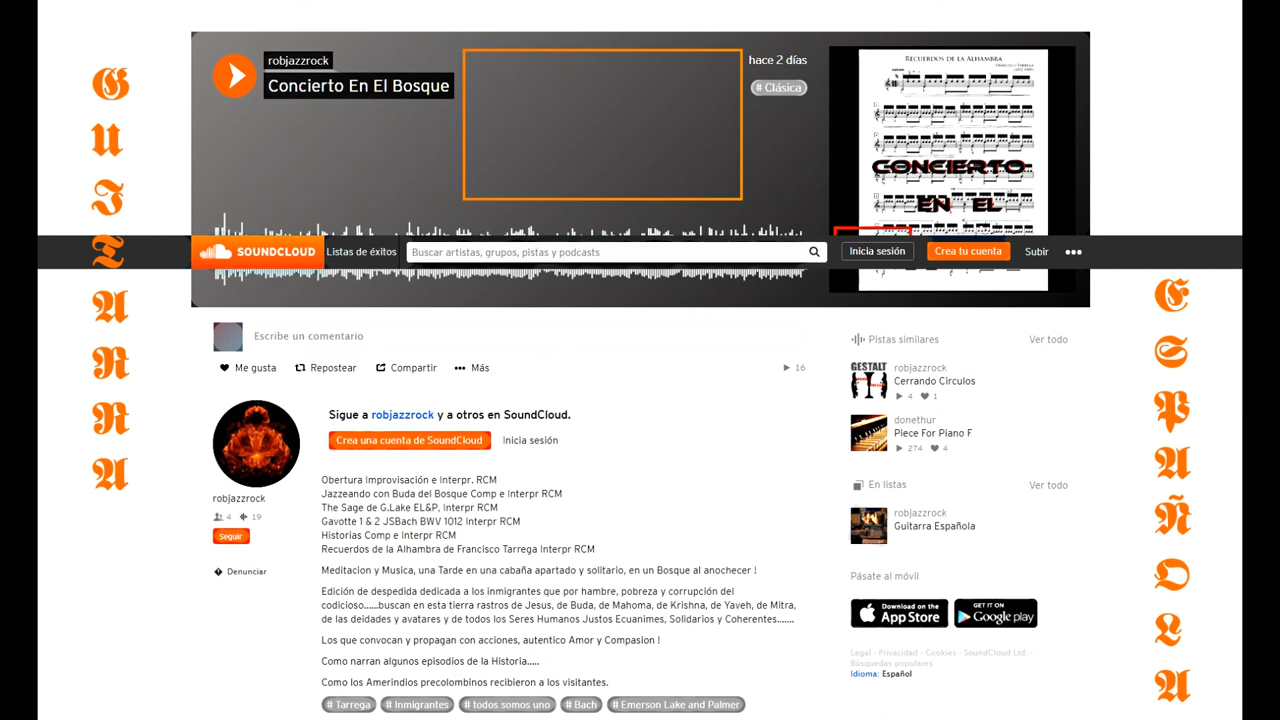 GUITARRA
ESPAÑOLA
robjazzrock
Concierto En El Bosque
hace 2 días
# Clásica
RECUERDOS DE LA ALHAMBRA
CONCIERTO
EN EL
SOUNDCLOUD
Listas de éxitos
Buscar artistas, grupos, pistas y podcasts
Inicia sesión
Crea tu cuenta
Subir
Escribe un comentario
Me gusta
Repostear
Compartir
Más
16
Sigue a robjazzrock y a otros en SoundCloud.
Crea una cuenta de SoundCloud
Inicia sesión
robjazzrock
4
19
Seguir
Denunciar
Obertura Improvisación e Interpr. RCM
Jazzeando con Buda del Bosque Comp e Interpr RCM
The Sage de G.Lake EL&P, Interpr RCM
Gavotte 1 & 2 JSBach BWV 1012 Interpr RCM
Historias Comp e Interpr RCM
Recuerdos de la Alhambra de Francisco Tarrega Interpr RCM
Meditacion y Musica, una Tarde en una cabaña apartado y solitario, en un Bosque al anochecer !
Edición de despedida dedicada a los inmigrantes que por hambre, pobreza y corrupción del
codicioso......buscan en esta tierra rastros de Jesus, de Buda, de Mahoma, de Krishna, de Yaveh, de Mitra,
de las deidades y avatares y de todos los Seres Humanos Justos Ecuanimes, Solidarios y Coherentes.......
Los que convocan y propagan con acciones, autentico Amor y Compasion !
Como narran algunos episodios de la Historia.....
Como los Amerindios precolombinos recibieron a los visitantes.
# Tarrega
# Inmigrantes
# todos somos uno
# Bach
# Emerson Lake and Palmer
Pistas similares
Ver todo
GESTALT
robjazzrock
Cerrando Circulos
4
1
donethur
Piece For Piano F
274
4
En listas
Ver todo
robjazzrock
Guitarra Española
Pásate al móvil
Download on the
App Store
GET IT ON
Google play
Legal - Privacidad - Cookies - SoundCloud Ltd. -
Búsquedas populares
Idioma: Español